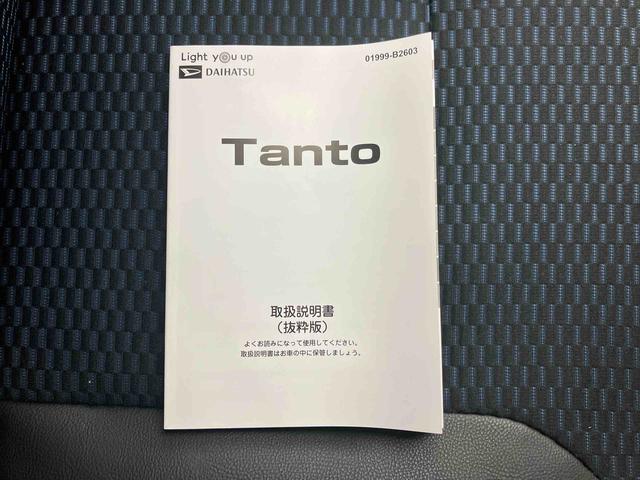 Light you up
DAIHATSU
01999-B2603
Tanto
取扱説明書
（抜粋版）
よくお読みになって使用してください。
取扱説明書はお車の中に保管しましょう。